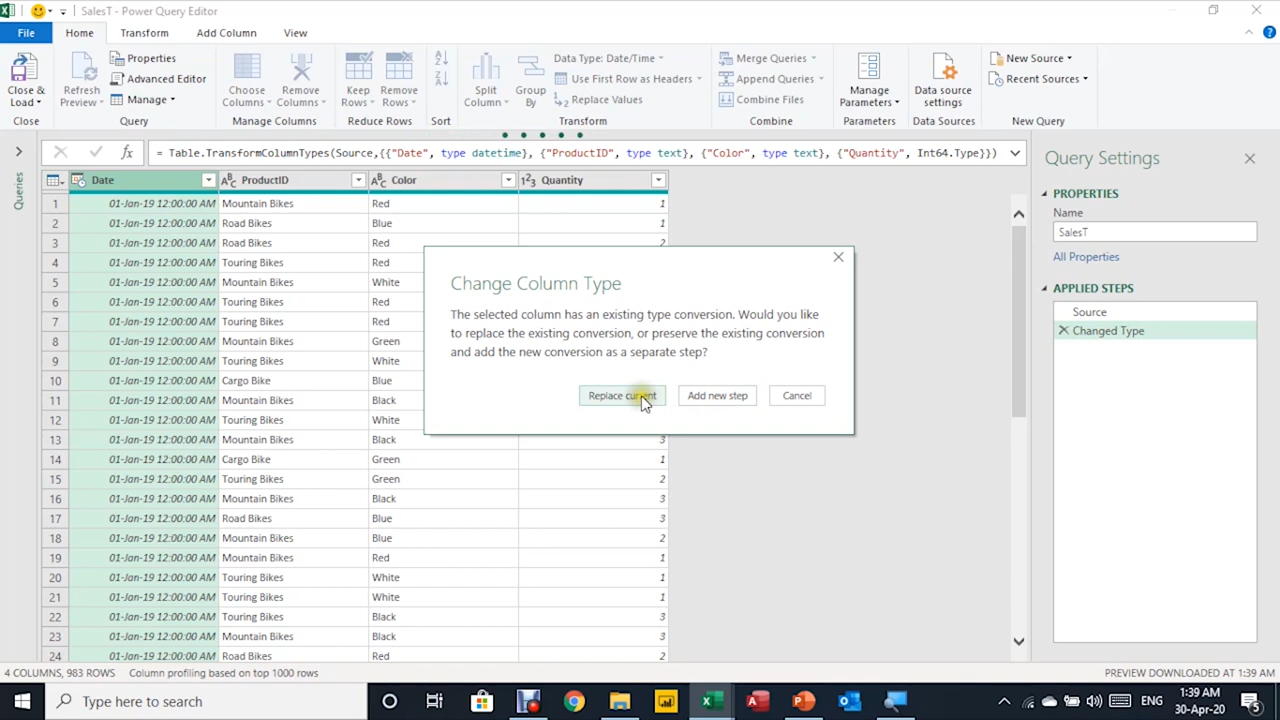 SalesT - Power Query Editor
File Home Transform Add Column View
Close & Load
Close
Refresh Preview
Properties
Advanced Editor
Manage
Query
Choose Columns
Remove Columns
Manage Columns
Keep Rows
Remove Rows
Reduce Rows
Sort
Split Column
Group By
Data Type: Date/Time
Use First Row as Headers
Replace Values
Transform
Merge Queries
Append Queries
Combine Files
Combine
Manage Parameters
Parameters
Data source settings
Data Sources
New Source
Recent Sources
New Query
= Table.TransformColumnTypes(Source,{{"Date", type datetime}, {"ProductID", type text}, {"Color", type text}, {"Quantity", Int64.Type}})
Queries
Date ProductID Color Quantity
1 01-Jan-19 12:00:00 AM Mountain Bikes Red 1
2 01-Jan-19 12:00:00 AM Road Bikes Blue 1
3 01-Jan-19 12:00:00 AM Road Bikes Red 2
4 01-Jan-19 12:00:00 AM Touring Bikes Red
5 01-Jan-19 12:00:00 AM Mountain Bikes White
6 01-Jan-19 12:00:00 AM Touring Bikes Red
7 01-Jan-19 12:00:00 AM Touring Bikes Red
8 01-Jan-19 12:00:00 AM Mountain Bikes Green
9 01-Jan-19 12:00:00 AM Touring Bikes White
10 01-Jan-19 12:00:00 AM Cargo Bike Blue
11 01-Jan-19 12:00:00 AM Mountain Bikes Black
12 01-Jan-19 12:00:00 AM Touring Bikes White
13 01-Jan-19 12:00:00 AM Mountain Bikes Black 3
14 01-Jan-19 12:00:00 AM Cargo Bike Green 1
15 01-Jan-19 12:00:00 AM Touring Bikes Green 2
16 01-Jan-19 12:00:00 AM Mountain Bikes Black 3
17 01-Jan-19 12:00:00 AM Road Bikes Blue 3
18 01-Jan-19 12:00:00 AM Mountain Bikes Blue 2
19 01-Jan-19 12:00:00 AM Mountain Bikes Red 1
20 01-Jan-19 12:00:00 AM Touring Bikes White 1
21 01-Jan-19 12:00:00 AM Touring Bikes White 1
22 01-Jan-19 12:00:00 AM Touring Bikes Black 3
23 01-Jan-19 12:00:00 AM Mountain Bikes Black 3
24 01-Jan-19 12:00:00 AM Road Bikes Red 2
Change Column Type
The selected column has an existing type conversion. Would you like
to replace the existing conversion, or preserve the existing conversion
and add the new conversion as a separate step?
Replace current Add new step Cancel
Query Settings
PROPERTIES
Name
SalesT
All Properties
APPLIED STEPS
Source
Changed Type
4 COLUMNS, 983 ROWS Column profiling based on top 1000 rows
PREVIEW DOWNLOADED AT 1:39 AM
Type here to search
ENG
1:39 AM
30-Apr-20
5